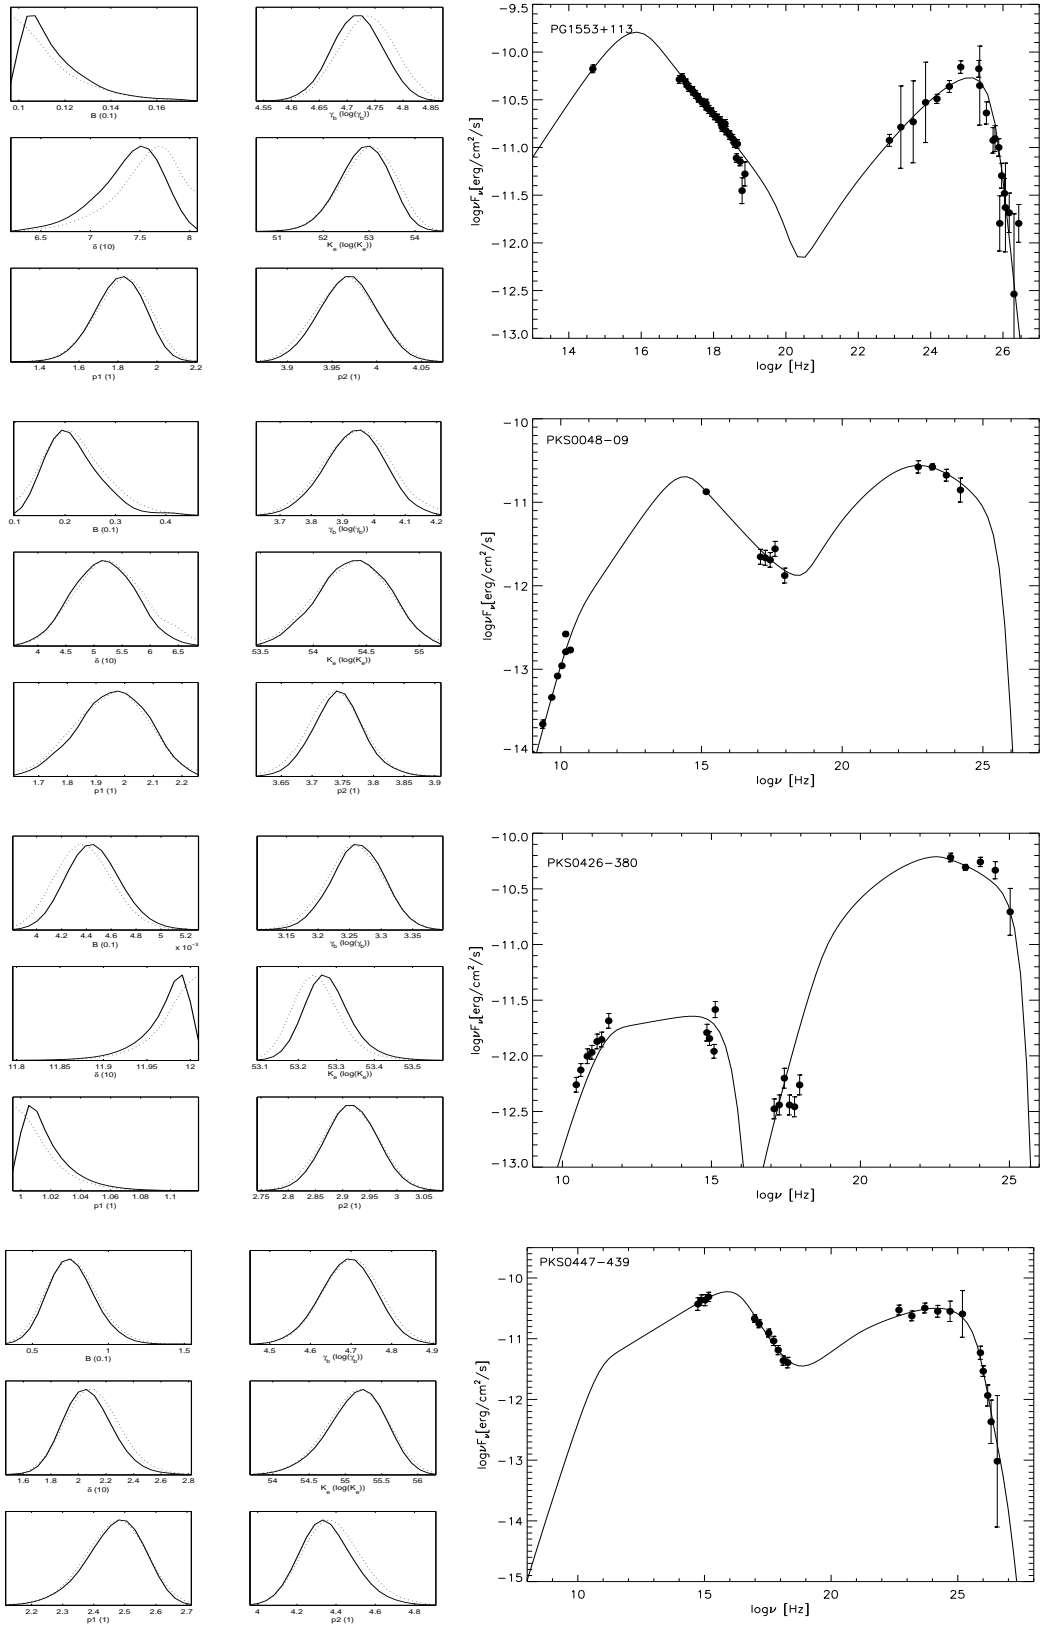 0.1 0.12 0.14 0.16
B (0.1)
4.55 4.6 4.65 4.7 4.75 4.8 4.85
γb (log(γb))
6.5 7 7.5 8
δ (10)
51 52 53 54
Ke (log(Ke))
1.4 1.6 1.8 2 2.2
p1 (1)
3.9 3.95 4 4.05
p2 (1)
PG1553+113
−9.5
−10.0
−10.5
−11.0
−11.5
−12.0
−12.5
−13.0
logνFν[erg/cm²/s]
14 16 18 20 22 24 26
logν [Hz]
0.1 0.2 0.3 0.4
B (0.1)
3.7 3.8 3.9 4 4.1 4.2
γb (log(γb))
4 4.5 5 5.5 6 6.5
δ (10)
53.5 54 54.5 55
Ke (log(Ke))
1.7 1.8 1.9 2 2.1 2.2
p1 (1)
3.65 3.7 3.75 3.8 3.85 3.9
p2 (1)
PKS0048−09
−10
−11
−12
−13
−14
logνFν[erg/cm²/s]
10 15 20 25
logν [Hz]
4 4.2 4.4 4.6 4.8 5 5.2
B (0.1)
x 10⁻³
3.15 3.2 3.25 3.3 3.35
γb (log(γb))
11.8 11.85 11.9 11.95 12
δ (10)
53.1 53.2 53.3 53.4 53.5
Ke (log(Ke))
1 1.02 1.04 1.06 1.08 1.1
p1 (1)
2.75 2.8 2.85 2.9 2.95 3 3.05
p2 (1)
PKS0426−380
−10.0
−10.5
−11.0
−11.5
−12.0
−12.5
−13.0
logνFν[erg/cm²/s]
10 15 20 25
logν [Hz]
0.5 1 1.5
B (0.1)
4.5 4.6 4.7 4.8 4.9
γb (log(γb))
1.6 1.8 2 2.2 2.4 2.6 2.8
δ (10)
54 54.5 55 55.5 56
Ke (log(Ke))
2.2 2.3 2.4 2.5 2.6 2.7
p1 (1)
4 4.2 4.4 4.6 4.8
p2 (1)
PKS0447−439
−10
−11
−12
−13
−14
−15
logνFν[erg/cm²/s]
10 15 20 25
logν [Hz]